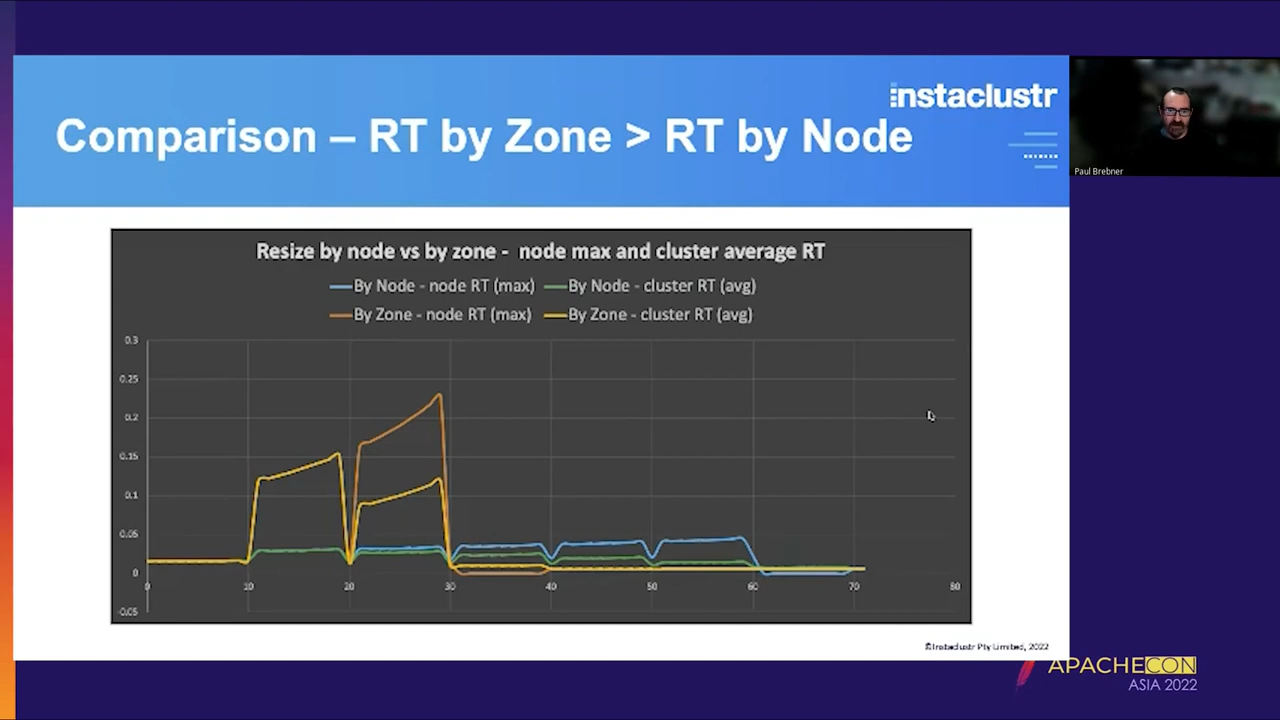 instaclustr
Comparison – RT by Zone > RT by Node
Paul Brebner
Resize by node vs by zone - node max and cluster average RT
By Node - node RT (max) By Node - cluster RT (avg)
By Zone - node RT (max) By Zone - cluster RT (avg)
0.3
0.25
0.2
0.15
0.1
0.05
0
-0.05
0 10 20 30 40 50 60 70 80
©Instaclustr Pty Limited, 2022
APACHECON
ASIA 2022